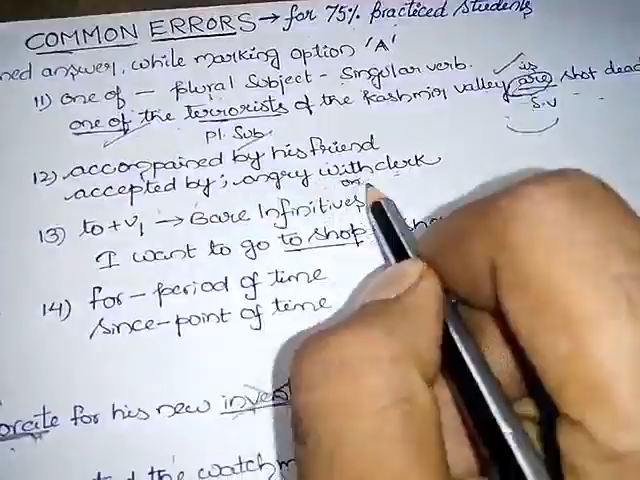 COMMON ERRORS → for 75% practiced students
ned answer, while marking option 'A'
11) one of - plural subject - singular verb.
one of the terrorists of the Kashmir valley are shot dead
is
pl. Sub
S.V
12) accompained by his friend
accepted by; angry with clerk
on
13) to + V1 → Bare Infinitives
I want to go to shop
14) for - period of time
since - point of time
for his new
the watchm